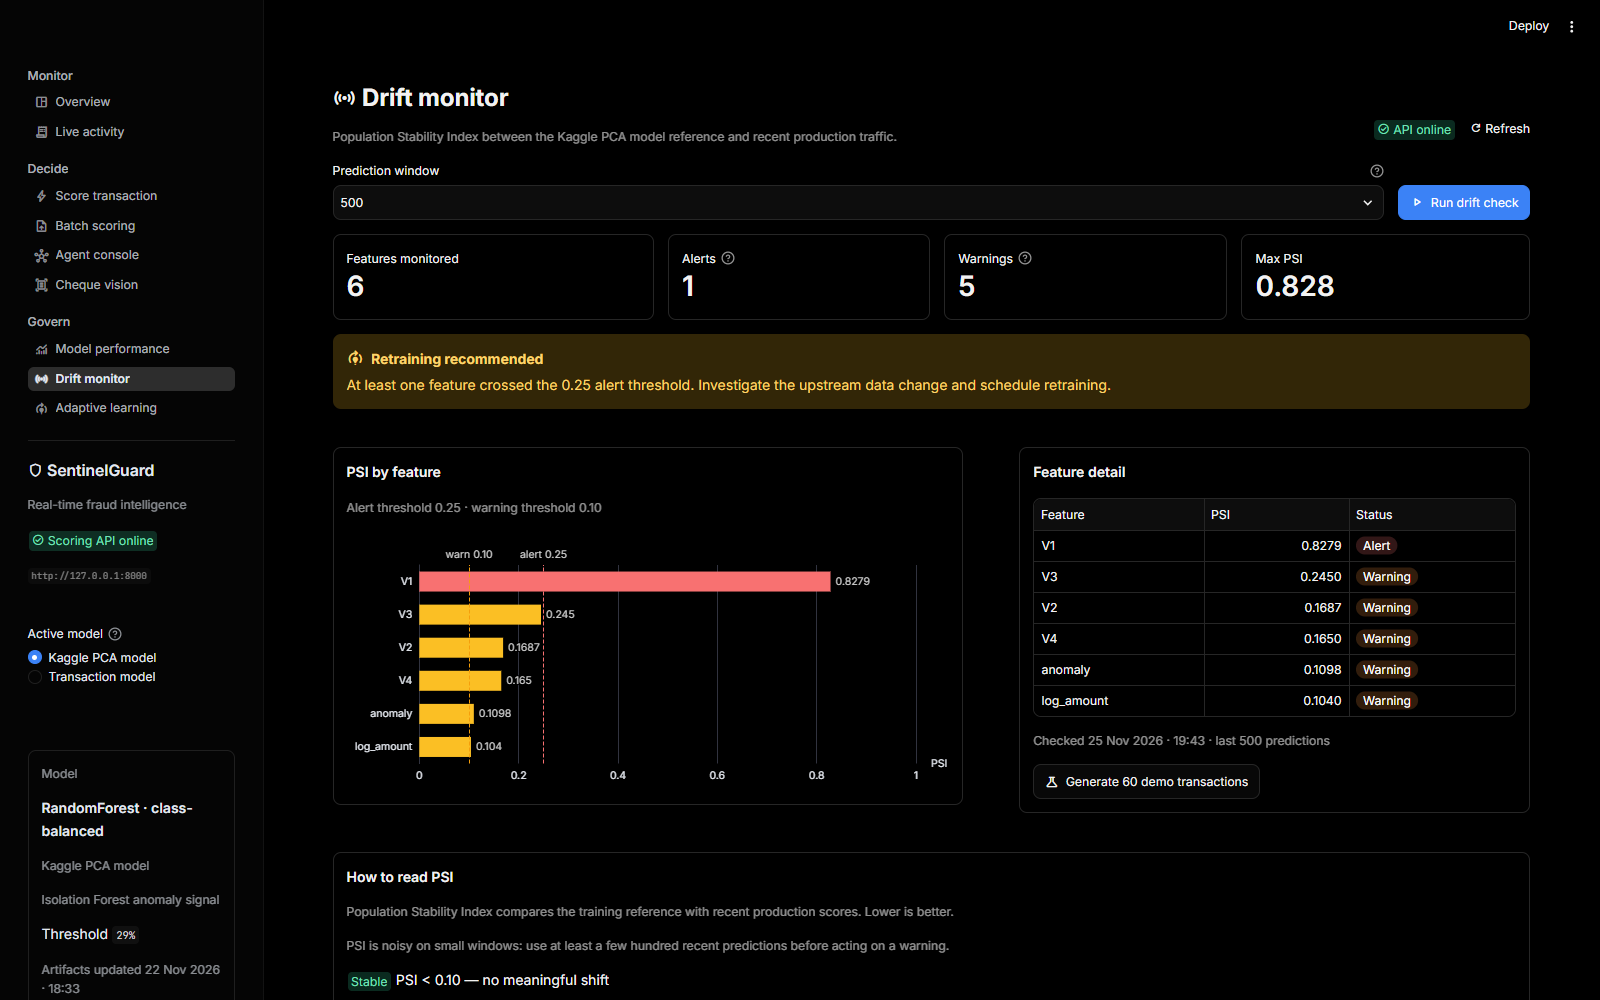 Deploy
Monitor
Overview
Live activity
Decide
Score transaction
Batch scoring
Agent console
Cheque vision
Govern
Model performance
Drift monitor
Adaptive learning
SentinelGuard
Real-time fraud intelligence
Scoring API online
http://127.0.0.1:8000
Active model
Kaggle PCA model
Transaction model
Model
RandomForest · class-
balanced
Kaggle PCA model
Isolation Forest anomaly signal
Threshold 29%
Artifacts updated 22 Nov 2026
· 18:33
Drift monitor
Population Stability Index between the Kaggle PCA model reference and recent production traffic.
API online
Refresh
Prediction window
500
Run drift check
Features monitored
6
Alerts
1
Warnings
5
Max PSI
0.828
Retraining recommended
At least one feature crossed the 0.25 alert threshold. Investigate the upstream data change and schedule retraining.
PSI by feature
Alert threshold 0.25 · warning threshold 0.10
warn 0.10 alert 0.25
V1 0.8279
V3 0.245
V2 0.1687
V4 0.165
anomaly 0.1098
log_amount 0.104
PSI
0 0.2 0.4 0.6 0.8 1
Feature detail
Feature PSI Status
V1 0.8279 Alert
V3 0.2450 Warning
V2 0.1687 Warning
V4 0.1650 Warning
anomaly 0.1098 Warning
log_amount 0.1040 Warning
Checked 25 Nov 2026 · 19:43 · last 500 predictions
Generate 60 demo transactions
How to read PSI
Population Stability Index compares the training reference with recent production scores. Lower is better.
PSI is noisy on small windows: use at least a few hundred recent predictions before acting on a warning.
Stable PSI < 0.10 — no meaningful shift